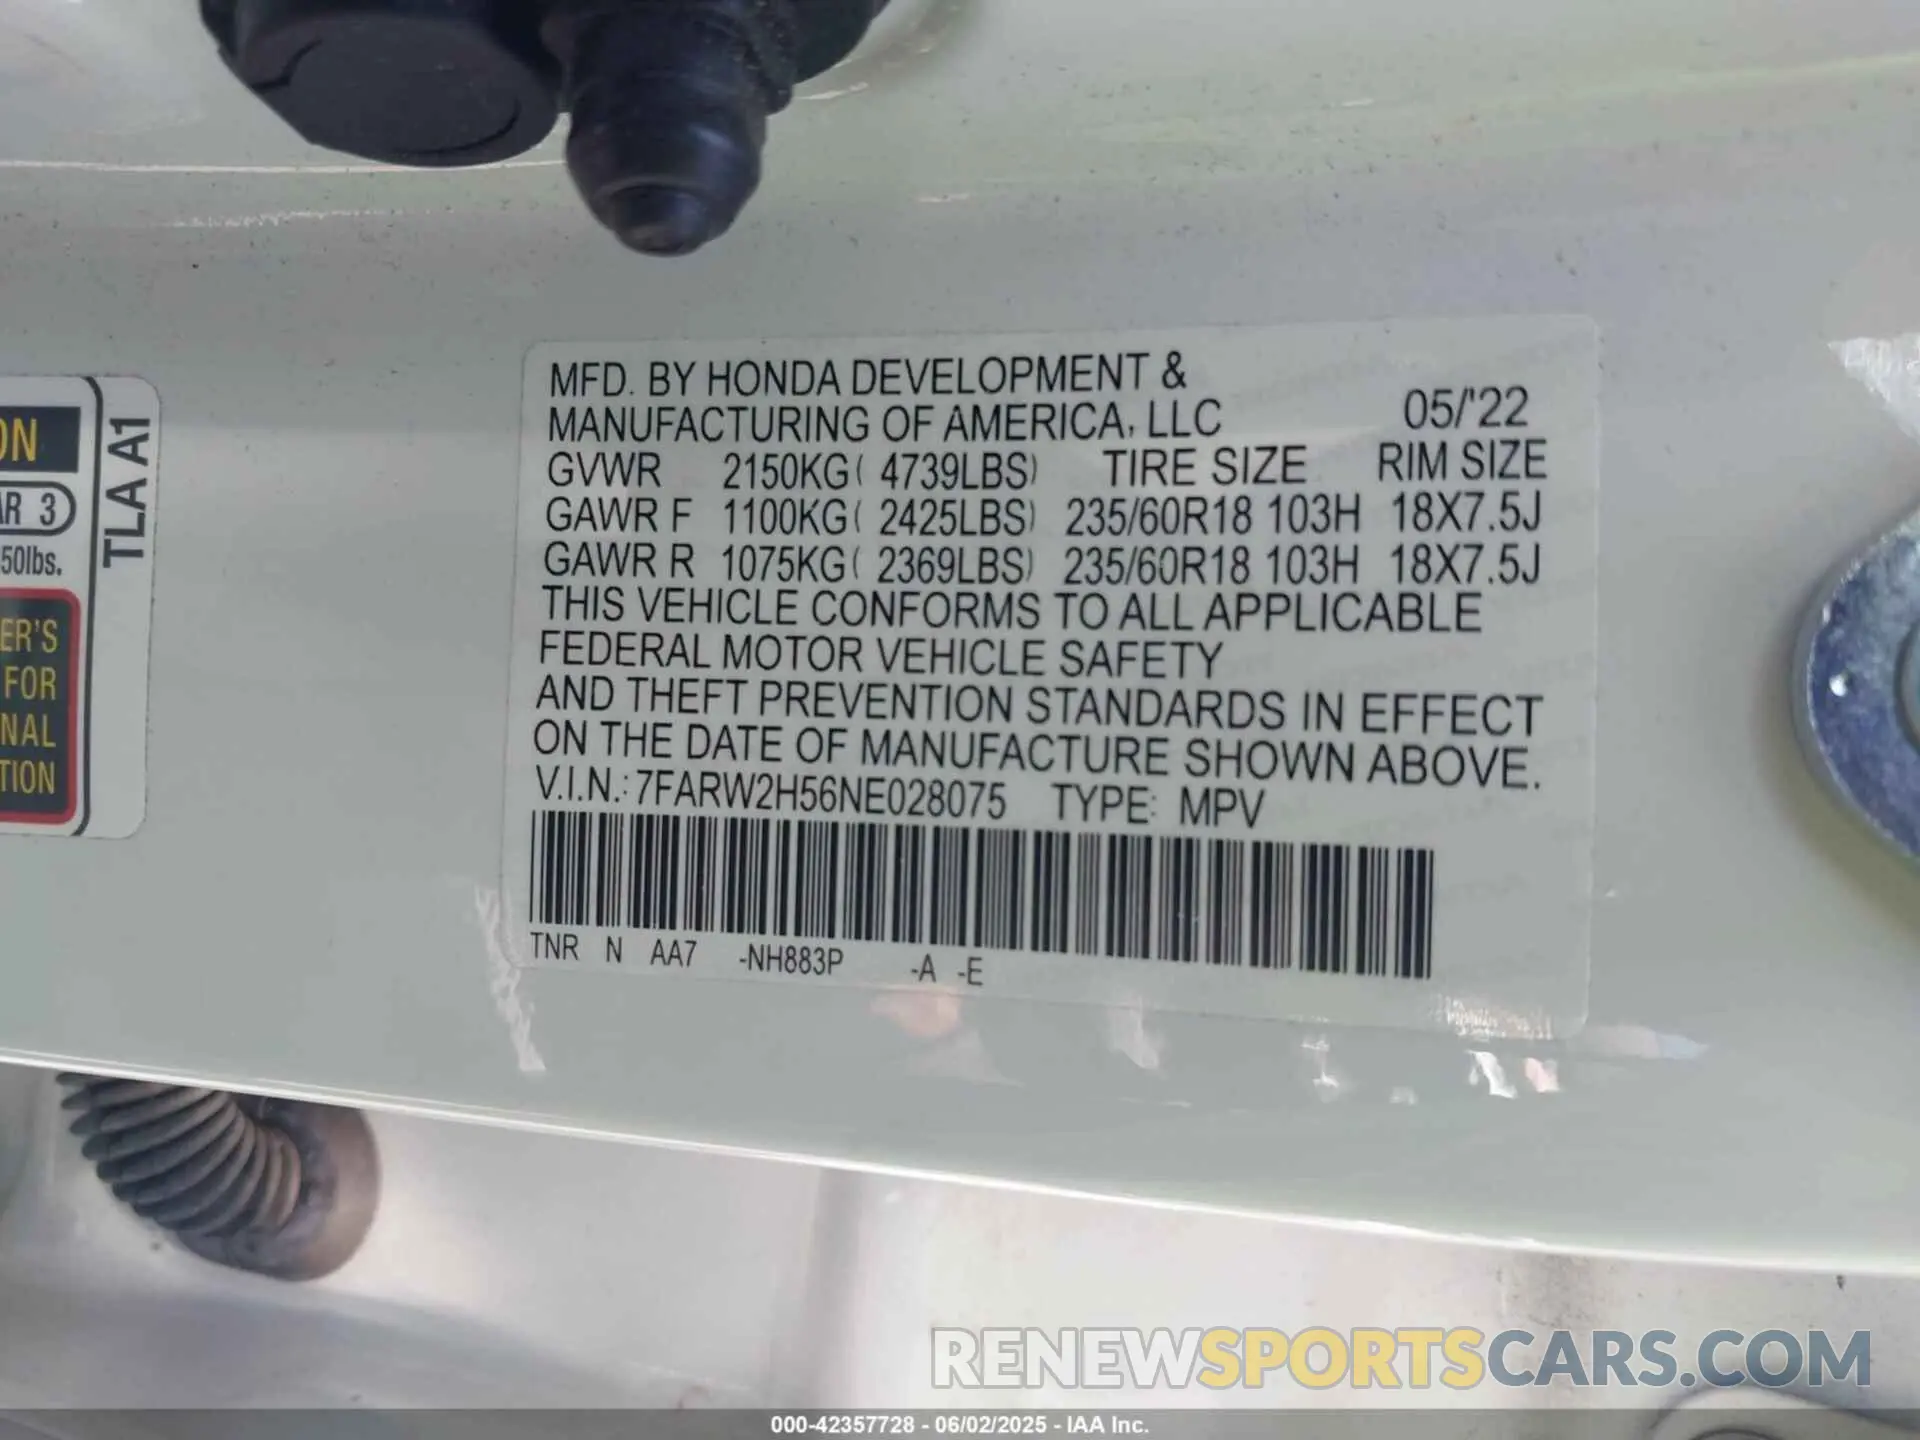 ON
AR 3
50lbs.
ER'S
FOR
NAL
TION
TLA A1
MFD. BY HONDA DEVELOPMENT &
MANUFACTURING OF AMERICA, LLC 05/'22
GVWR 2150KG( 4739LBS) TIRE SIZE RIM SIZE
GAWR F 1100KG( 2425LBS) 235/60R18 103H 18X7.5J
GAWR R 1075KG( 2369LBS) 235/60R18 103H 18X7.5J
THIS VEHICLE CONFORMS TO ALL APPLICABLE
FEDERAL MOTOR VEHICLE SAFETY
AND THEFT PREVENTION STANDARDS IN EFFECT
ON THE DATE OF MANUFACTURE SHOWN ABOVE.
V.I.N.: 7FARW2H56NE028075 TYPE: MPV
TNR N AA7 -NH883P -A -E
RENEWSPORTSCARS.COM
000-42357728 - 06/02/2025 - IAA Inc.